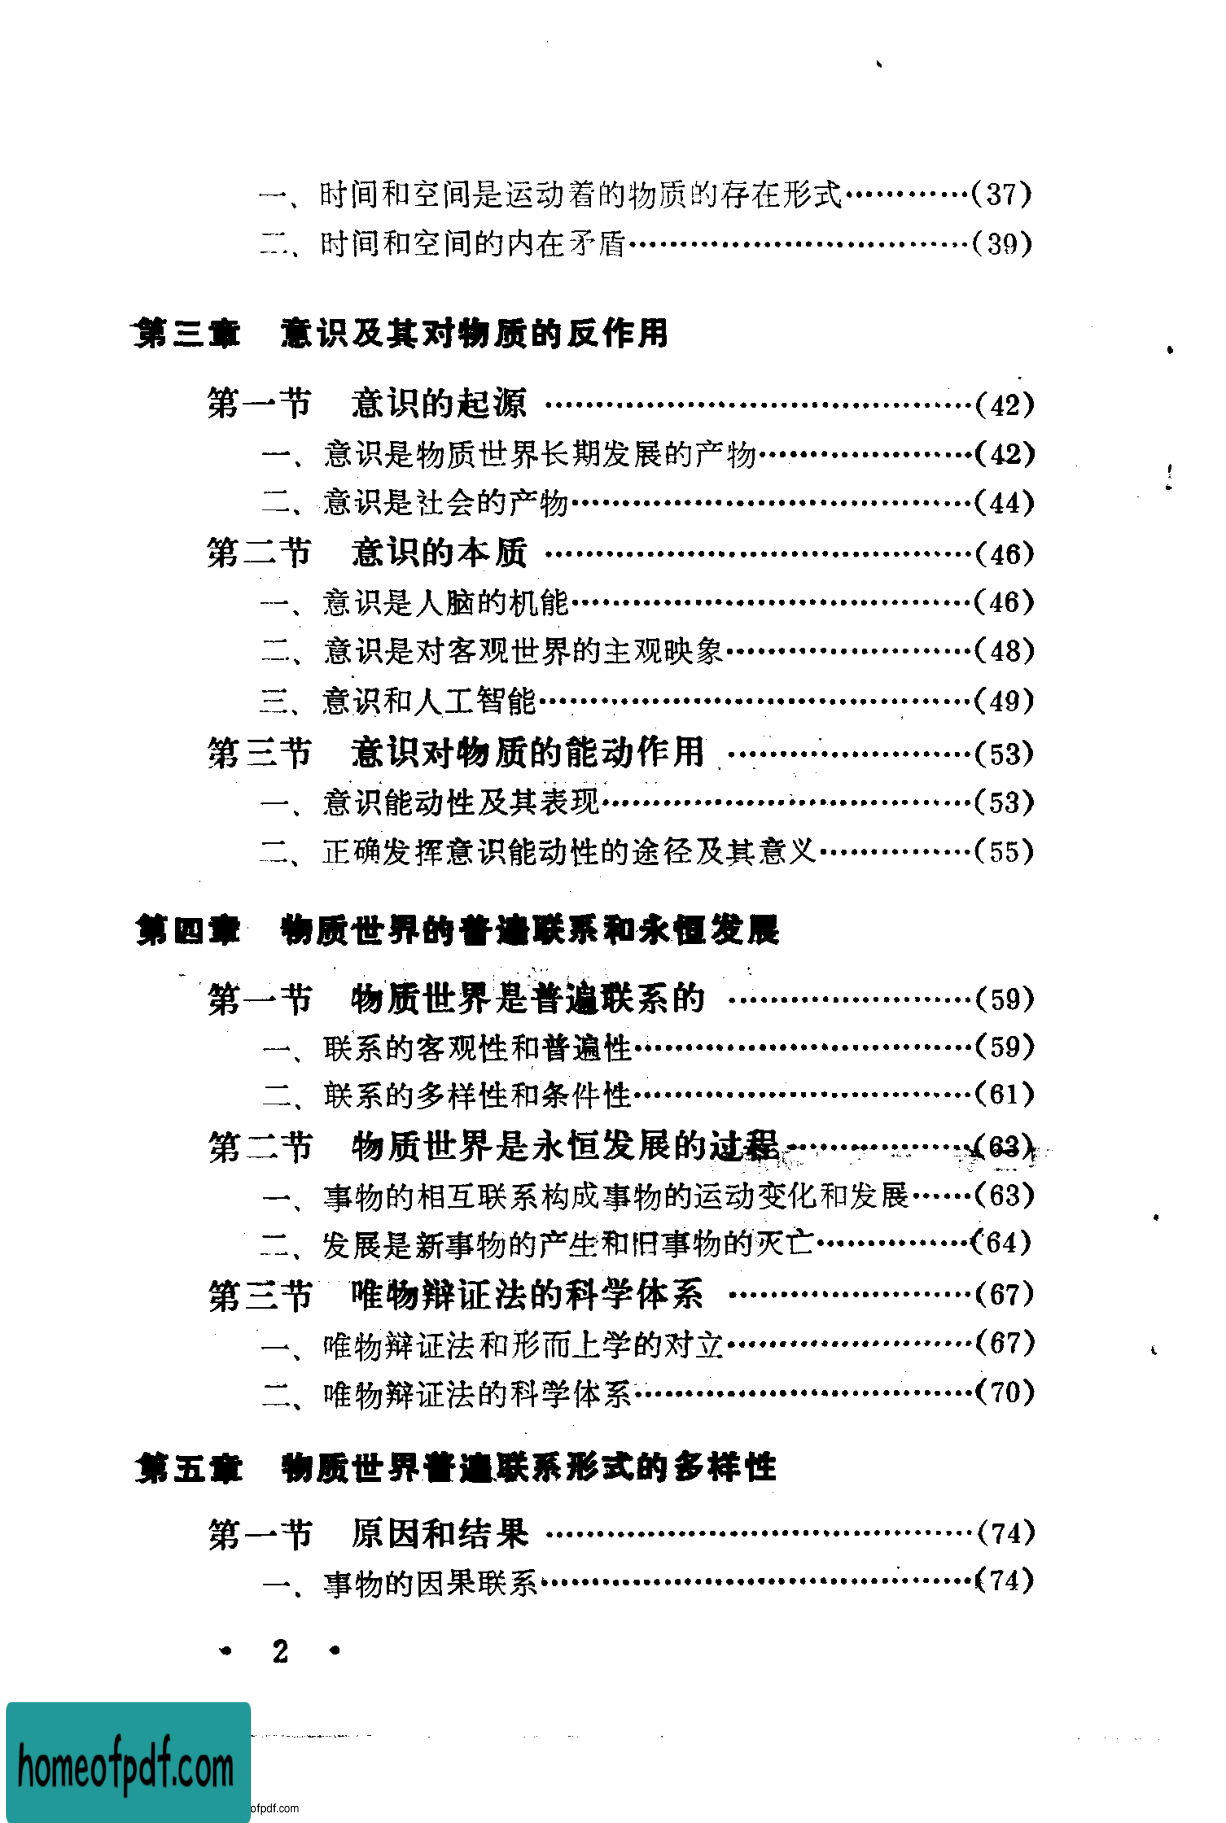 一、时间和空间是运动着的物质的存在形式…………(37)
二、时间和空间的内在矛盾…………………………(39)
第三章　意识及其对物质的反作用
第一节　意识的起源 …………………………………(42)
一、意识是物质世界长期发展的产物………………(42)
二、意识是社会的产物………………………………(44)
第二节　意识的本质 …………………………………(46)
一、意识是人脑的机能………………………………(46)
二、意识是对客观世界的主观映象…………………(48)
三、意识和人工智能…………………………………(49)
第三节　意识对物质的能动作用 ……………………(53)
一、意识能动性及其表现……………………………(53)
二、正确发挥意识能动性的途径及其意义…………(55)
第四章　物质世界的普遍联系和永恒发展
第一节　物质世界是普遍联系的 ……………………(59)
一、联系的客观性和普遍性…………………………(59)
二、联系的多样性和条件性…………………………(61)
第二节　物质世界是永恒发展的过程………………(63)
一、事物的相互联系构成事物的运动变化和发展……(63)
二、发展是新事物的产生和旧事物的灭亡……………(64)
第三节　唯物辩证法的科学体系 ……………………(67)
一、唯物辩证法和形而上学的对立…………………(67)
二、唯物辩证法的科学体系…………………………(70)
第五章　物质世界普遍联系形式的多样性
第一节　原因和结果 …………………………………(74)
一、事物的因果联系…………………………………(74)
· 2 ·
homeofpdf.com
ofpdf.com